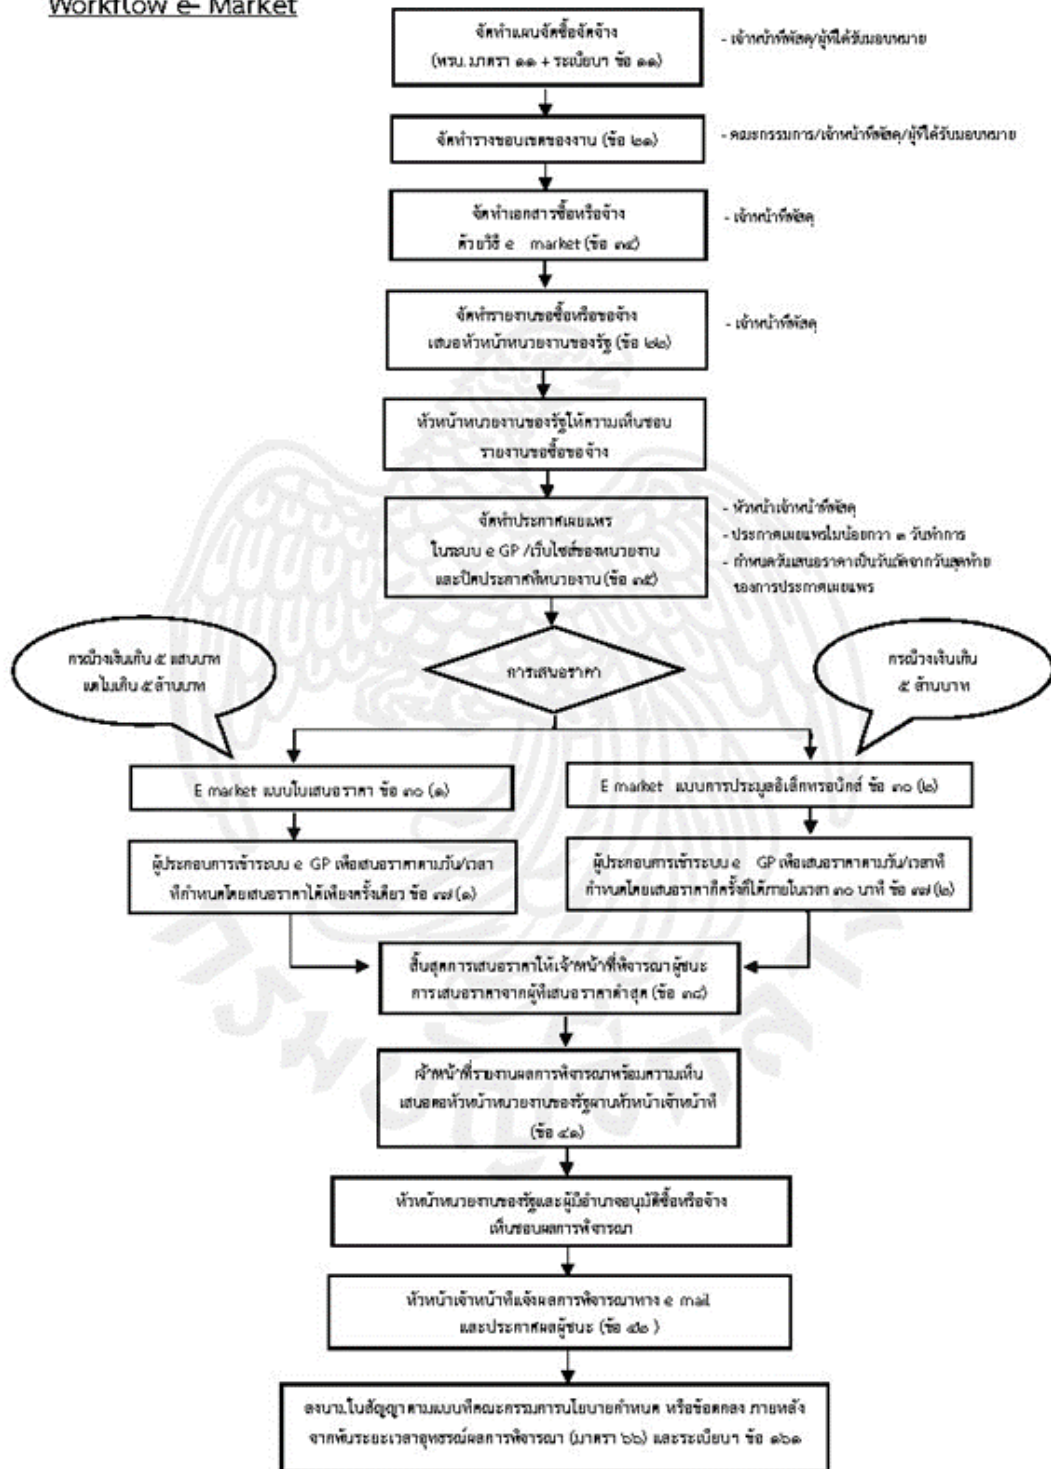 Workflow e- Market
จัดทำแผนจัดซื้อจัดจ้าง
(พรบ. มาตรา ๑๑ + ระเบียบฯ ข้อ ๑๑)
- เจ้าหน้าที่พัสดุ/ผู้ที่ได้รับมอบหมาย
จัดทำร่างขอบเขตของงาน (ข้อ ๒๑)
- คณะกรรมการ/เจ้าหน้าที่พัสดุ/ผู้ที่ได้รับมอบหมาย
จัดทำเอกสารซื้อหรือจ้าง
ด้วยวิธี e market (ข้อ ๓๔)
- เจ้าหน้าที่พัสดุ
จัดทำรายงานขอซื้อหรือขอจ้าง
เสนอหัวหน้าหน่วยงานของรัฐ (ข้อ ๒๒)
- เจ้าหน้าที่พัสดุ
หัวหน้าหน่วยงานของรัฐให้ความเห็นชอบ
รายงานขอซื้อขอจ้าง
จัดทำประกาศเผยแพร่
ในระบบ e GP /เว็บไซต์ของหน่วยงาน
และปิดประกาศที่หน่วยงาน (ข้อ ๓๕)
- หัวหน้าเจ้าหน้าที่พัสดุ
- ประกาศเผยแพร่ไม่น้อยกว่า ๓ วันทำการ
- กำหนดวันเสนอราคาเป็นวันถัดจากวันสุดท้าย
ของการประกาศเผยแพร่
กรณีวงเงินเกิน ๕ แสนบาท
แต่ไม่เกิน ๕ ล้านบาท
การเสนอราคา
กรณีวงเงินเกิน
๕ ล้านบาท
E market แบบใบเสนอราคา ข้อ ๓๐ (๑)
E market แบบการประมูลอิเล็กทรอนิกส์ ข้อ ๓๐ (๒)
ผู้ประกอบการเข้าระบบ e GP เพื่อเสนอราคาตามวัน/เวลา
ที่กำหนดโดยเสนอราคาได้เพียงครั้งเดียว ข้อ ๓๗ (๑)
ผู้ประกอบการเข้าระบบ e GP เพื่อเสนอราคาตามวัน/เวลาที่
กำหนดโดยเสนอราคากี่ครั้งก็ได้ภายในเวลา ๓๐ นาที ข้อ ๓๗ (๒)
สิ้นสุดการเสนอราคาให้เจ้าหน้าที่พิจารณาผู้ชนะ
การเสนอราคาจากผู้ที่เสนอราคาต่ำสุด (ข้อ ๓๘)
เจ้าหน้าที่รายงานผลการพิจารณาพร้อมความเห็น
เสนอต่อหัวหน้าหน่วยงานของรัฐผ่านหัวหน้าเจ้าหน้าที่
(ข้อ ๔๑)
หัวหน้าหน่วยงานของรัฐและผู้มีอำนาจอนุมัติซื้อหรือจ้าง
เห็นชอบผลการพิจารณา
หัวหน้าเจ้าหน้าที่แจ้งผลการพิจารณาทาง e mail
และประกาศผลผู้ชนะ (ข้อ ๔๒ )
ลงนามในสัญญาตามแบบที่คณะกรรมการนโยบายกำหนด หรือข้อตกลง ภายหลัง
จากพ้นระยะเวลาอุทธรณ์ผลการพิจารณา (มาตรา ๖๖) และระเบียบฯ ข้อ ๑๖๑